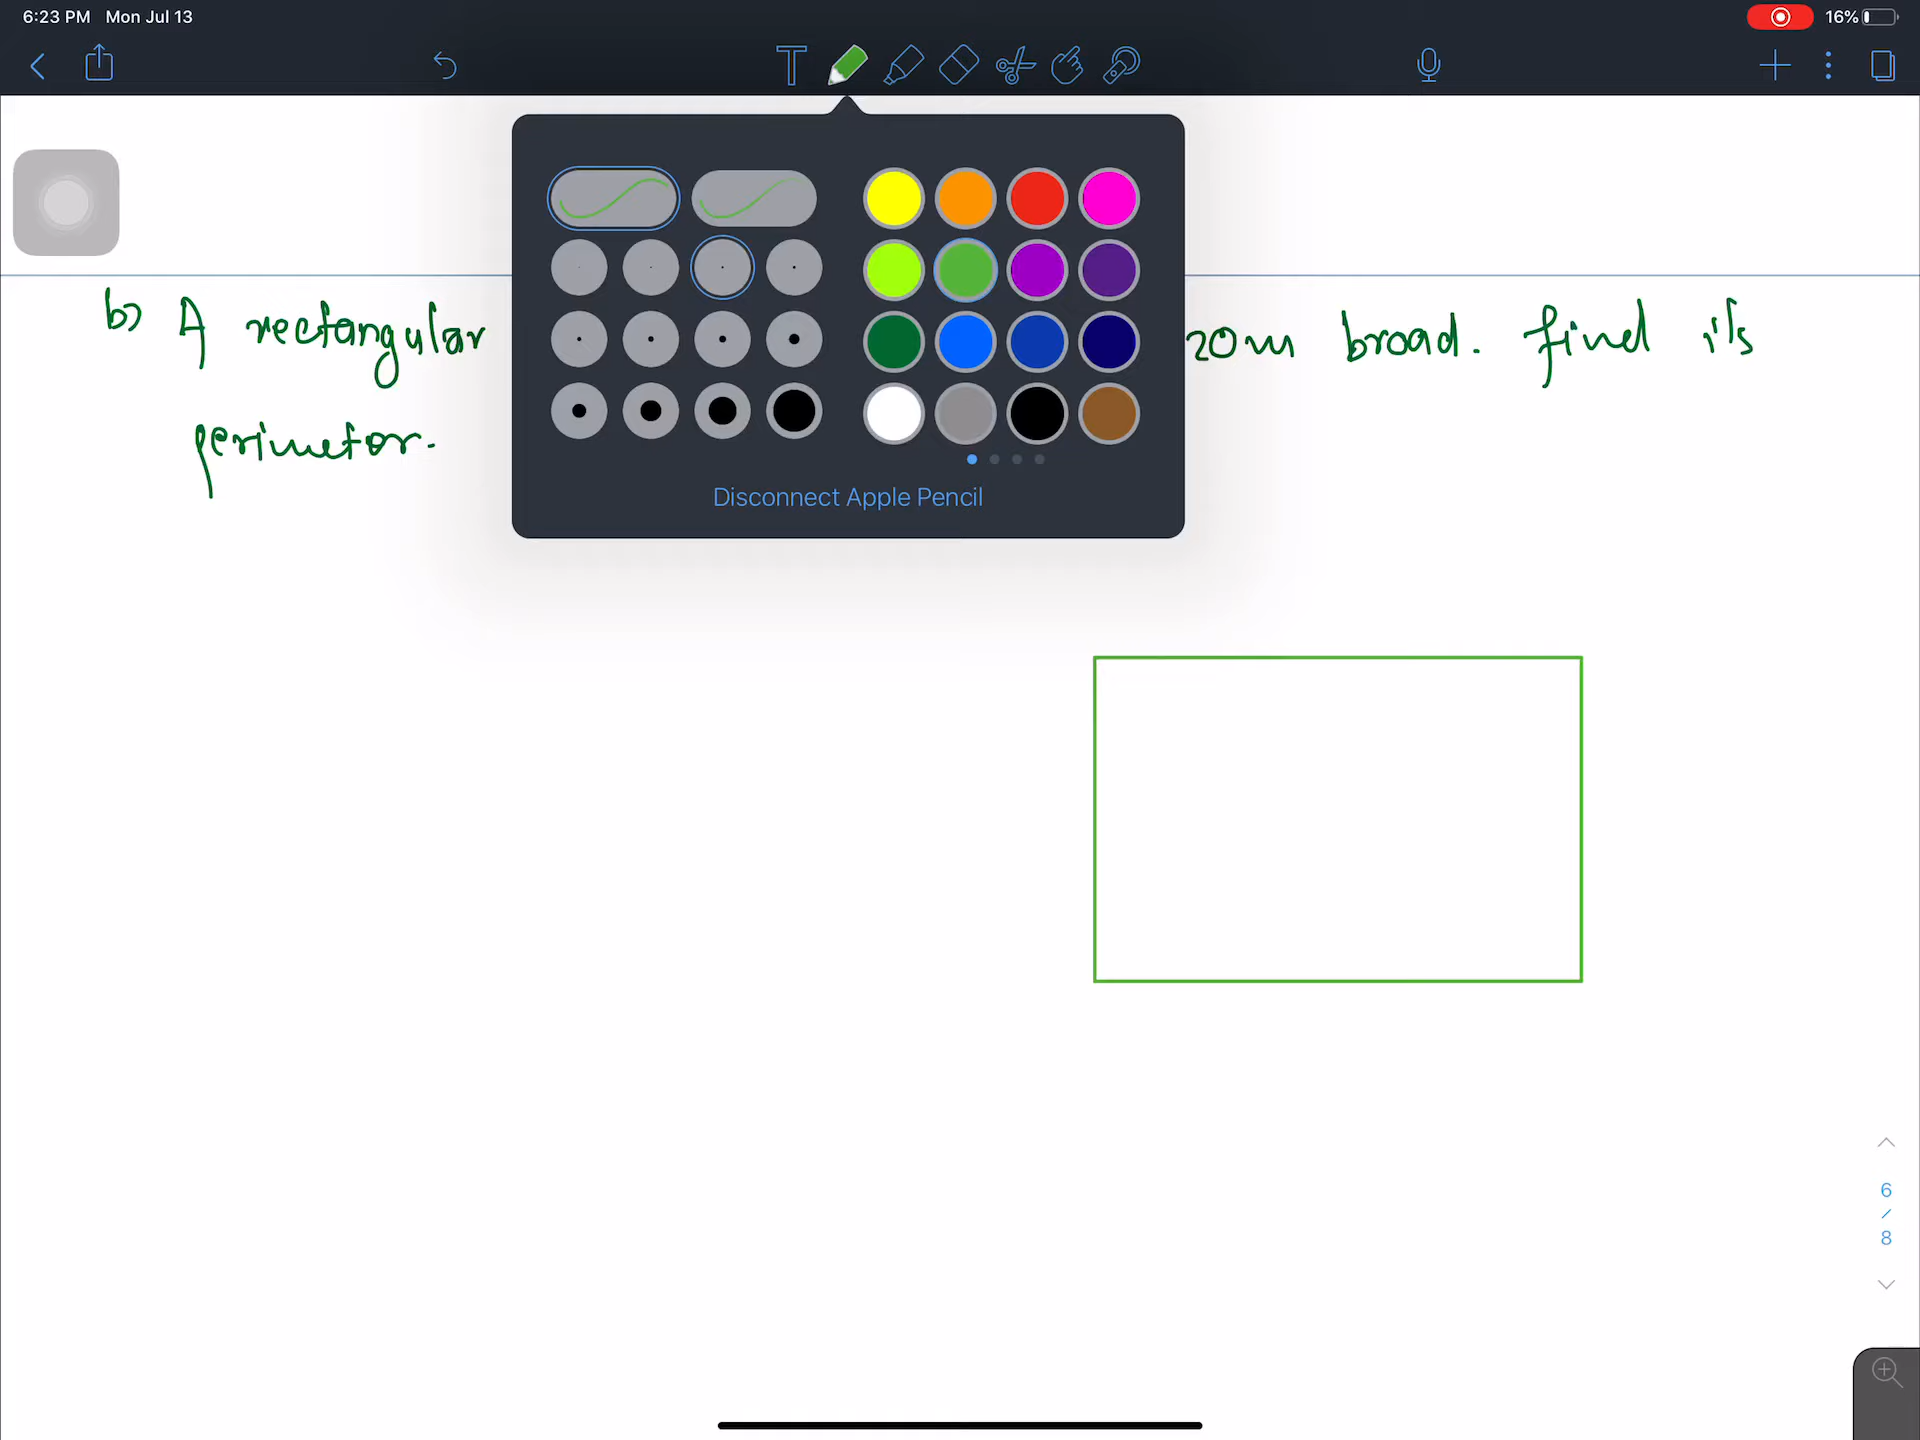 6:23 PM Mon Jul 13
16%
b) A rectangular 20m broad. find it's
perimeter.
Disconnect Apple Pencil
6
/
8